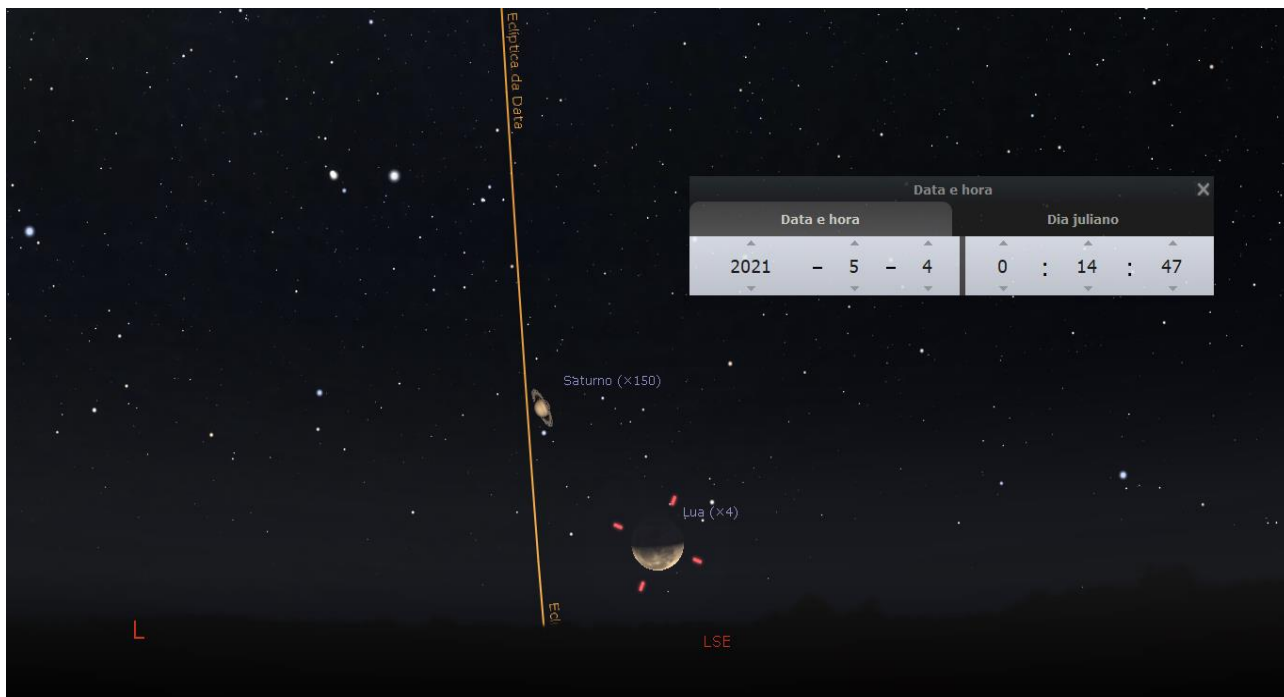 Eclíptica da Data
Data e hora
Data e hora
Dia juliano
2021 – 5 – 4
0 : 14 : 47
Saturno (×150)
Lua (×4)
Ecl
L
LSE